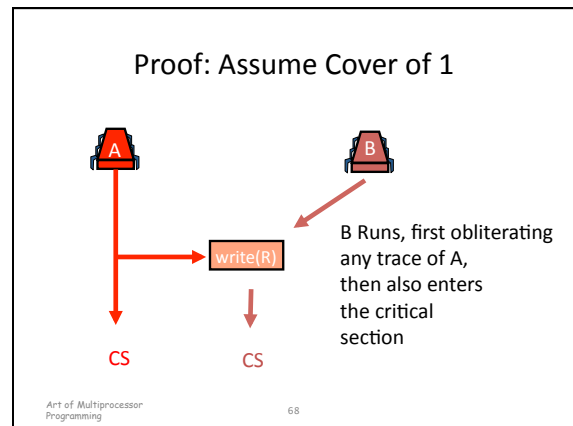 Proof: Assume Cover of 1
A
B
write(R)
B Runs, first obliterating
any trace of A,
then also enters
the critical
section
CS
CS
Art of Multiprocessor
Programming
68